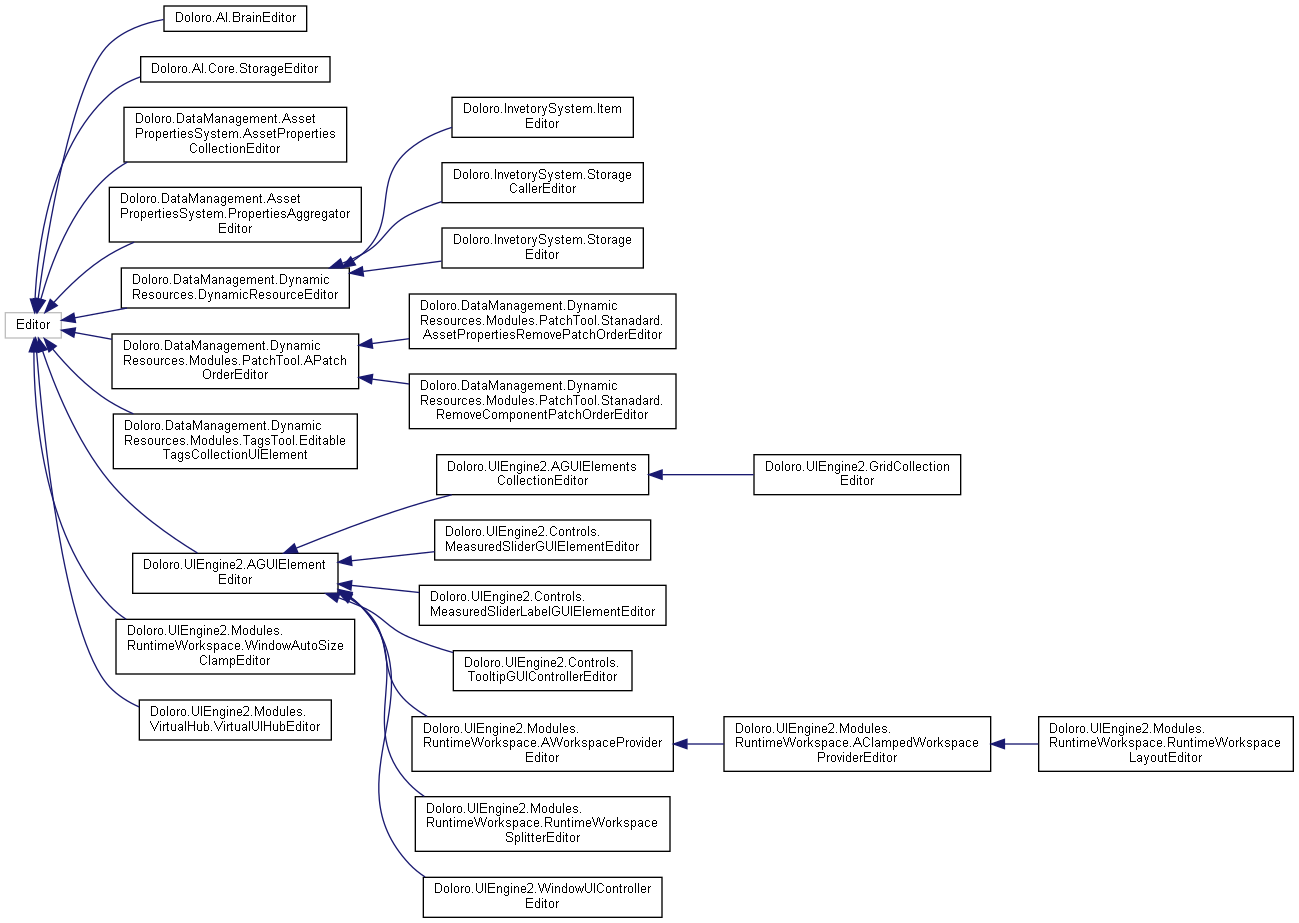 Doloro.AI.BrainEditor
Doloro.AI.Core.StorageEditor
Doloro.DataManagement.Asset
PropertiesSystem.AssetProperties
CollectionEditor
Doloro.DataManagement.Asset
PropertiesSystem.PropertiesAggregator
Editor
Doloro.DataManagement.Dynamic
Resources.DynamicResourceEditor
Editor
Doloro.DataManagement.Dynamic
Resources.Modules.PatchTool.APatch
OrderEditor
Doloro.DataManagement.Dynamic
Resources.Modules.TagsTool.Editable
TagsCollectionUIElement
Doloro.UIEngine2.AGUIElement
Editor
Doloro.UIEngine2.Modules.
RuntimeWorkspace.WindowAutoSize
ClampEditor
Doloro.UIEngine2.Modules.
VirtualHub.VirtualUIHubEditor
Doloro.InvetorySystem.Item
Editor
Doloro.InvetorySystem.Storage
CallerEditor
Doloro.InvetorySystem.Storage
Editor
Doloro.DataManagement.Dynamic
Resources.Modules.PatchTool.Stanadard.
AssetPropertiesRemovePatchOrderEditor
Doloro.DataManagement.Dynamic
Resources.Modules.PatchTool.Stanadard.
RemoveComponentPatchOrderEditor
Doloro.UIEngine2.AGUIElements
CollectionEditor
Doloro.UIEngine2.GridCollection
Editor
Doloro.UIEngine2.Controls.
MeasuredSliderGUIElementEditor
Doloro.UIEngine2.Controls.
MeasuredSliderLabelGUIElementEditor
Doloro.UIEngine2.Controls.
TooltipGUIControllerEditor
Doloro.UIEngine2.Modules.
RuntimeWorkspace.AWorkspaceProvider
Editor
Doloro.UIEngine2.Modules.
RuntimeWorkspace.AClampedWorkspace
ProviderEditor
Doloro.UIEngine2.Modules.
RuntimeWorkspace.RuntimeWorkspace
LayoutEditor
Doloro.UIEngine2.Modules.
RuntimeWorkspace.RuntimeWorkspace
SplitterEditor
Doloro.UIEngine2.WindowUIController
Editor